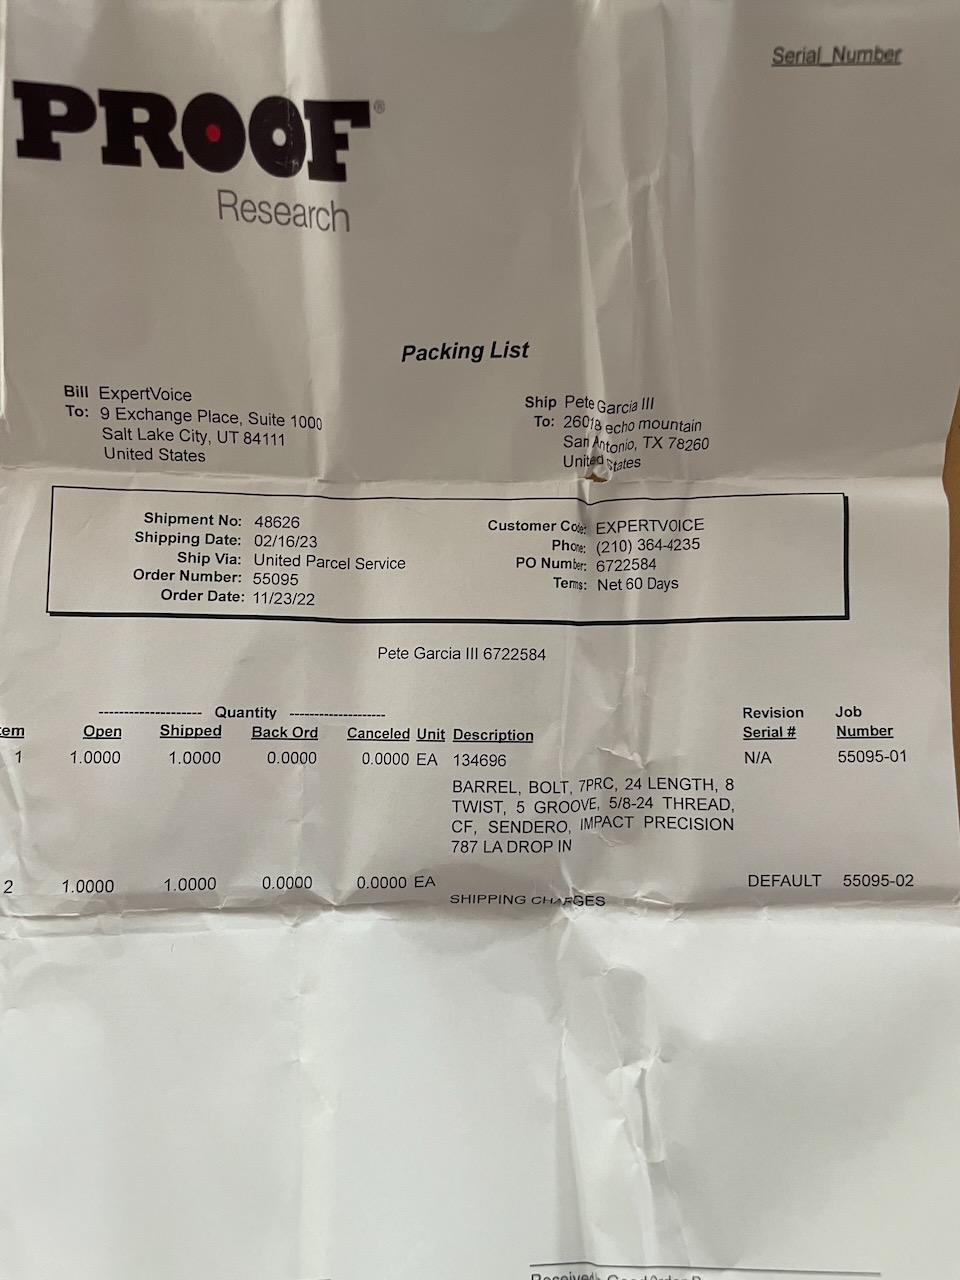 Serial_Number
PROOF®
Research
Packing List
Bill To: ExpertVoice
9 Exchange Place, Suite 1000
Salt Lake City, UT 84111
United States
Ship To: Pete Garcia III
26018 echo mountain
San Antonio, TX 78260
United States
Shipment No: 48626
Shipping Date: 02/16/23
Ship Via: United Parcel Service
Order Number: 55095
Order Date: 11/23/22
Customer Code: EXPERTVOICE
Phone: (210) 364-4235
PO Number: 6722584
Terms: Net 60 Days
Pete Garcia III 6722584
-------------------- Quantity -------------------- Revision Job
em Open Shipped Back Ord Canceled Unit Description Serial # Number
1 1.0000 1.0000 0.0000 0.0000 EA 134696 N/A 55095-01
BARREL, BOLT, 7PRC, 24 LENGTH, 8
TWIST, 5 GROOVE, 5/8-24 THREAD,
CF, SENDERO, IMPACT PRECISION
787 LA DROP IN
2 1.0000 1.0000 0.0000 0.0000 EA DEFAULT 55095-02
SHIPPING CHARGES